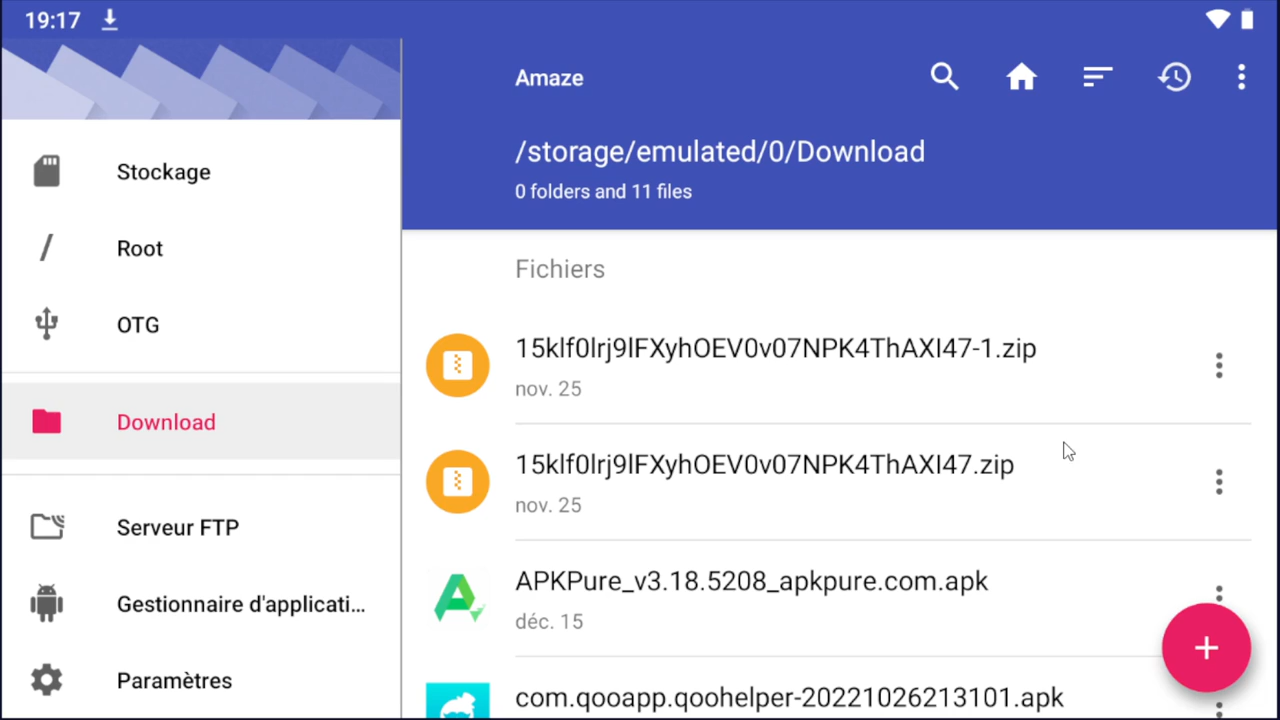 19:17
Stockage
Root
OTG
Download
Serveur FTP
Gestionnaire d'applicati...
Paramètres
Amaze
/storage/emulated/0/Download
0 folders and 11 files
Fichiers
15klf0lrj9lFXyhOEV0v07NPK4ThAXI47-1.zip
nov. 25
15klf0lrj9lFXyhOEV0v07NPK4ThAXI47.zip
nov. 25
APKPure_v3.18.5208_apkpure.com.apk
déc. 15
com.qooapp.qoohelper-20221026213101.apk